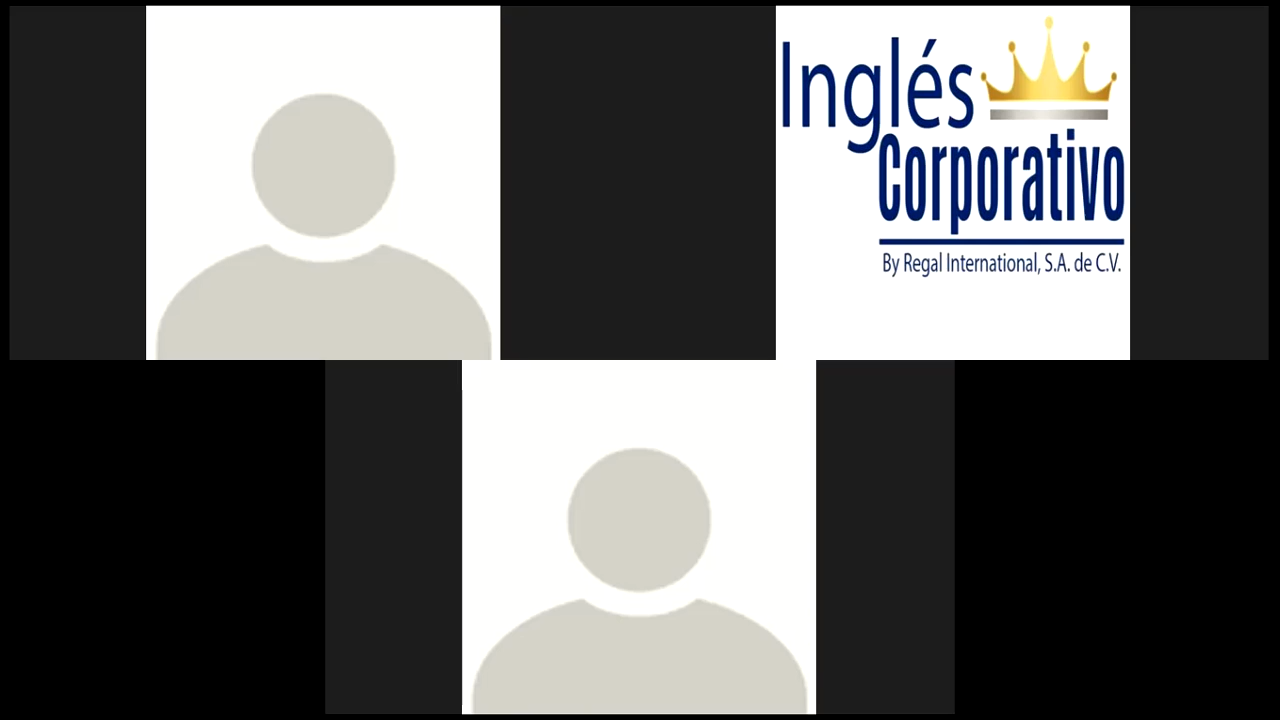 Inglés
Corporativo
By Regal International, S.A. de C.V.